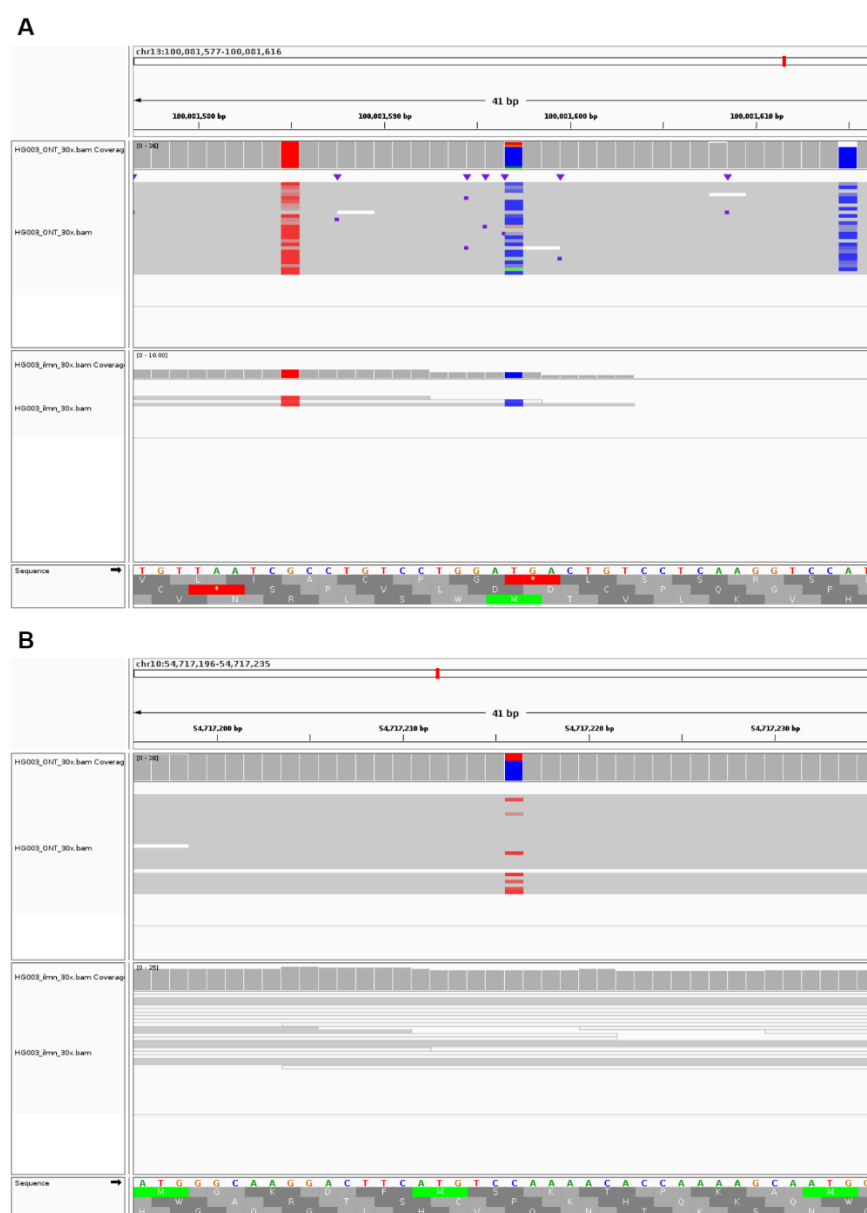 A
chr13:100,081,577-100,081,616
41 bp
100,081,580 bp 100,081,590 bp 100,081,600 bp 100,081,610 bp
HG003_ONT_30x.bam Coverag [0 - 26]
HG003_ONT_30x.bam
HG003_ilmn_30x.bam Coverag [0 - 10.00]
HG003_ilmn_30x.bam
Sequence T G T T A A T C G C C T G T C C T G G A T G A C T G T C C T C A A G G T C C A T
V L I A C P G * L S S R S
C * S P V L D D C P Q G P
V N R L S W M T V L K V H
B
chr10:54,717,196-54,717,235
41 bp
54,717,200 bp 54,717,210 bp 54,717,220 bp 54,717,230 bp
HG003_ONT_30x.bam Coverag
HG003_ONT_30x.bam
HG003_ilmn_30x.bam Coverag [0 - 25]
HG003_ilmn_30x.bam
Sequence A T G G G C A A G G A C T T C A T G T C C A A A A C A C C A A A A G C A A T G
M G K D F M S K T P K A M
W A R T S C P K H Q K Q W